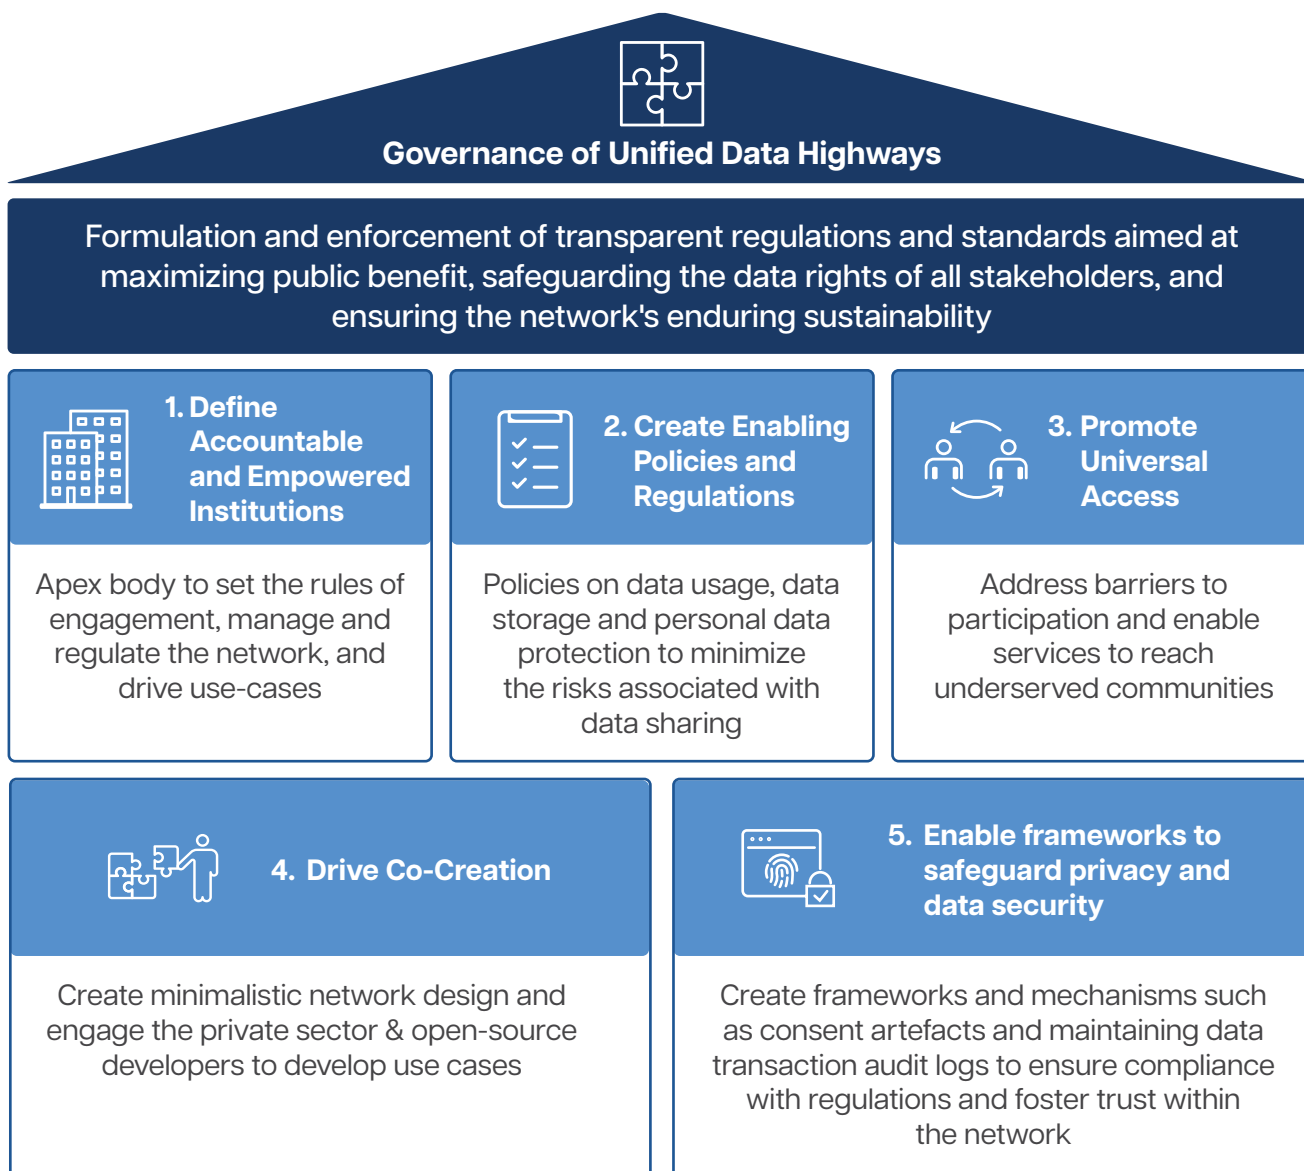 Governance of Unified Data Highways
Formulation and enforcement of transparent regulations and standards aimed at
maximizing public benefit, safeguarding the data rights of all stakeholders, and
ensuring the network's enduring sustainability
1. Define
Accountable
and Empowered
Institutions
Apex body to set the rules of
engagement, manage and
regulate the network, and
drive use-cases
2. Create Enabling
Policies and
Regulations
Policies on data usage, data
storage and personal data
protection to minimize
the risks associated with
data sharing
3. Promote
Universal
Access
Address barriers to
participation and enable
services to reach
underserved communities
4. Drive Co-Creation
Create minimalistic network design and
engage the private sector & open-source
developers to develop use cases
5. Enable frameworks to
safeguard privacy and
data security
Create frameworks and mechanisms such
as consent artefacts and maintaining data
transaction audit logs to ensure compliance
with regulations and foster trust within
the network